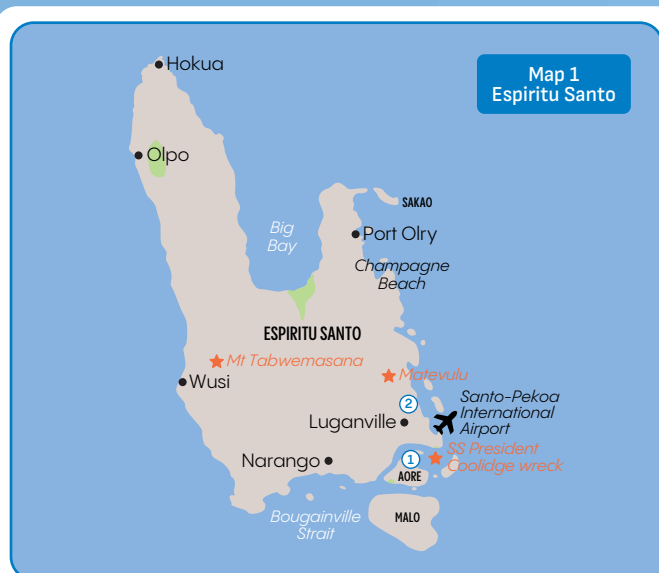 Map 1
Espiritu Santo
Hokua
Olpo
SAKAO
Big
Bay
Port Olry
Champagne
Beach
ESPIRITU SANTO
Mt Tabwemasana
Matevulu
Wusi
Santo-Pekoa
International
Airport
2
Luganville
SS President
Coolidge wreck
Narango
1
AORE
Bougainville
Strait
MALO